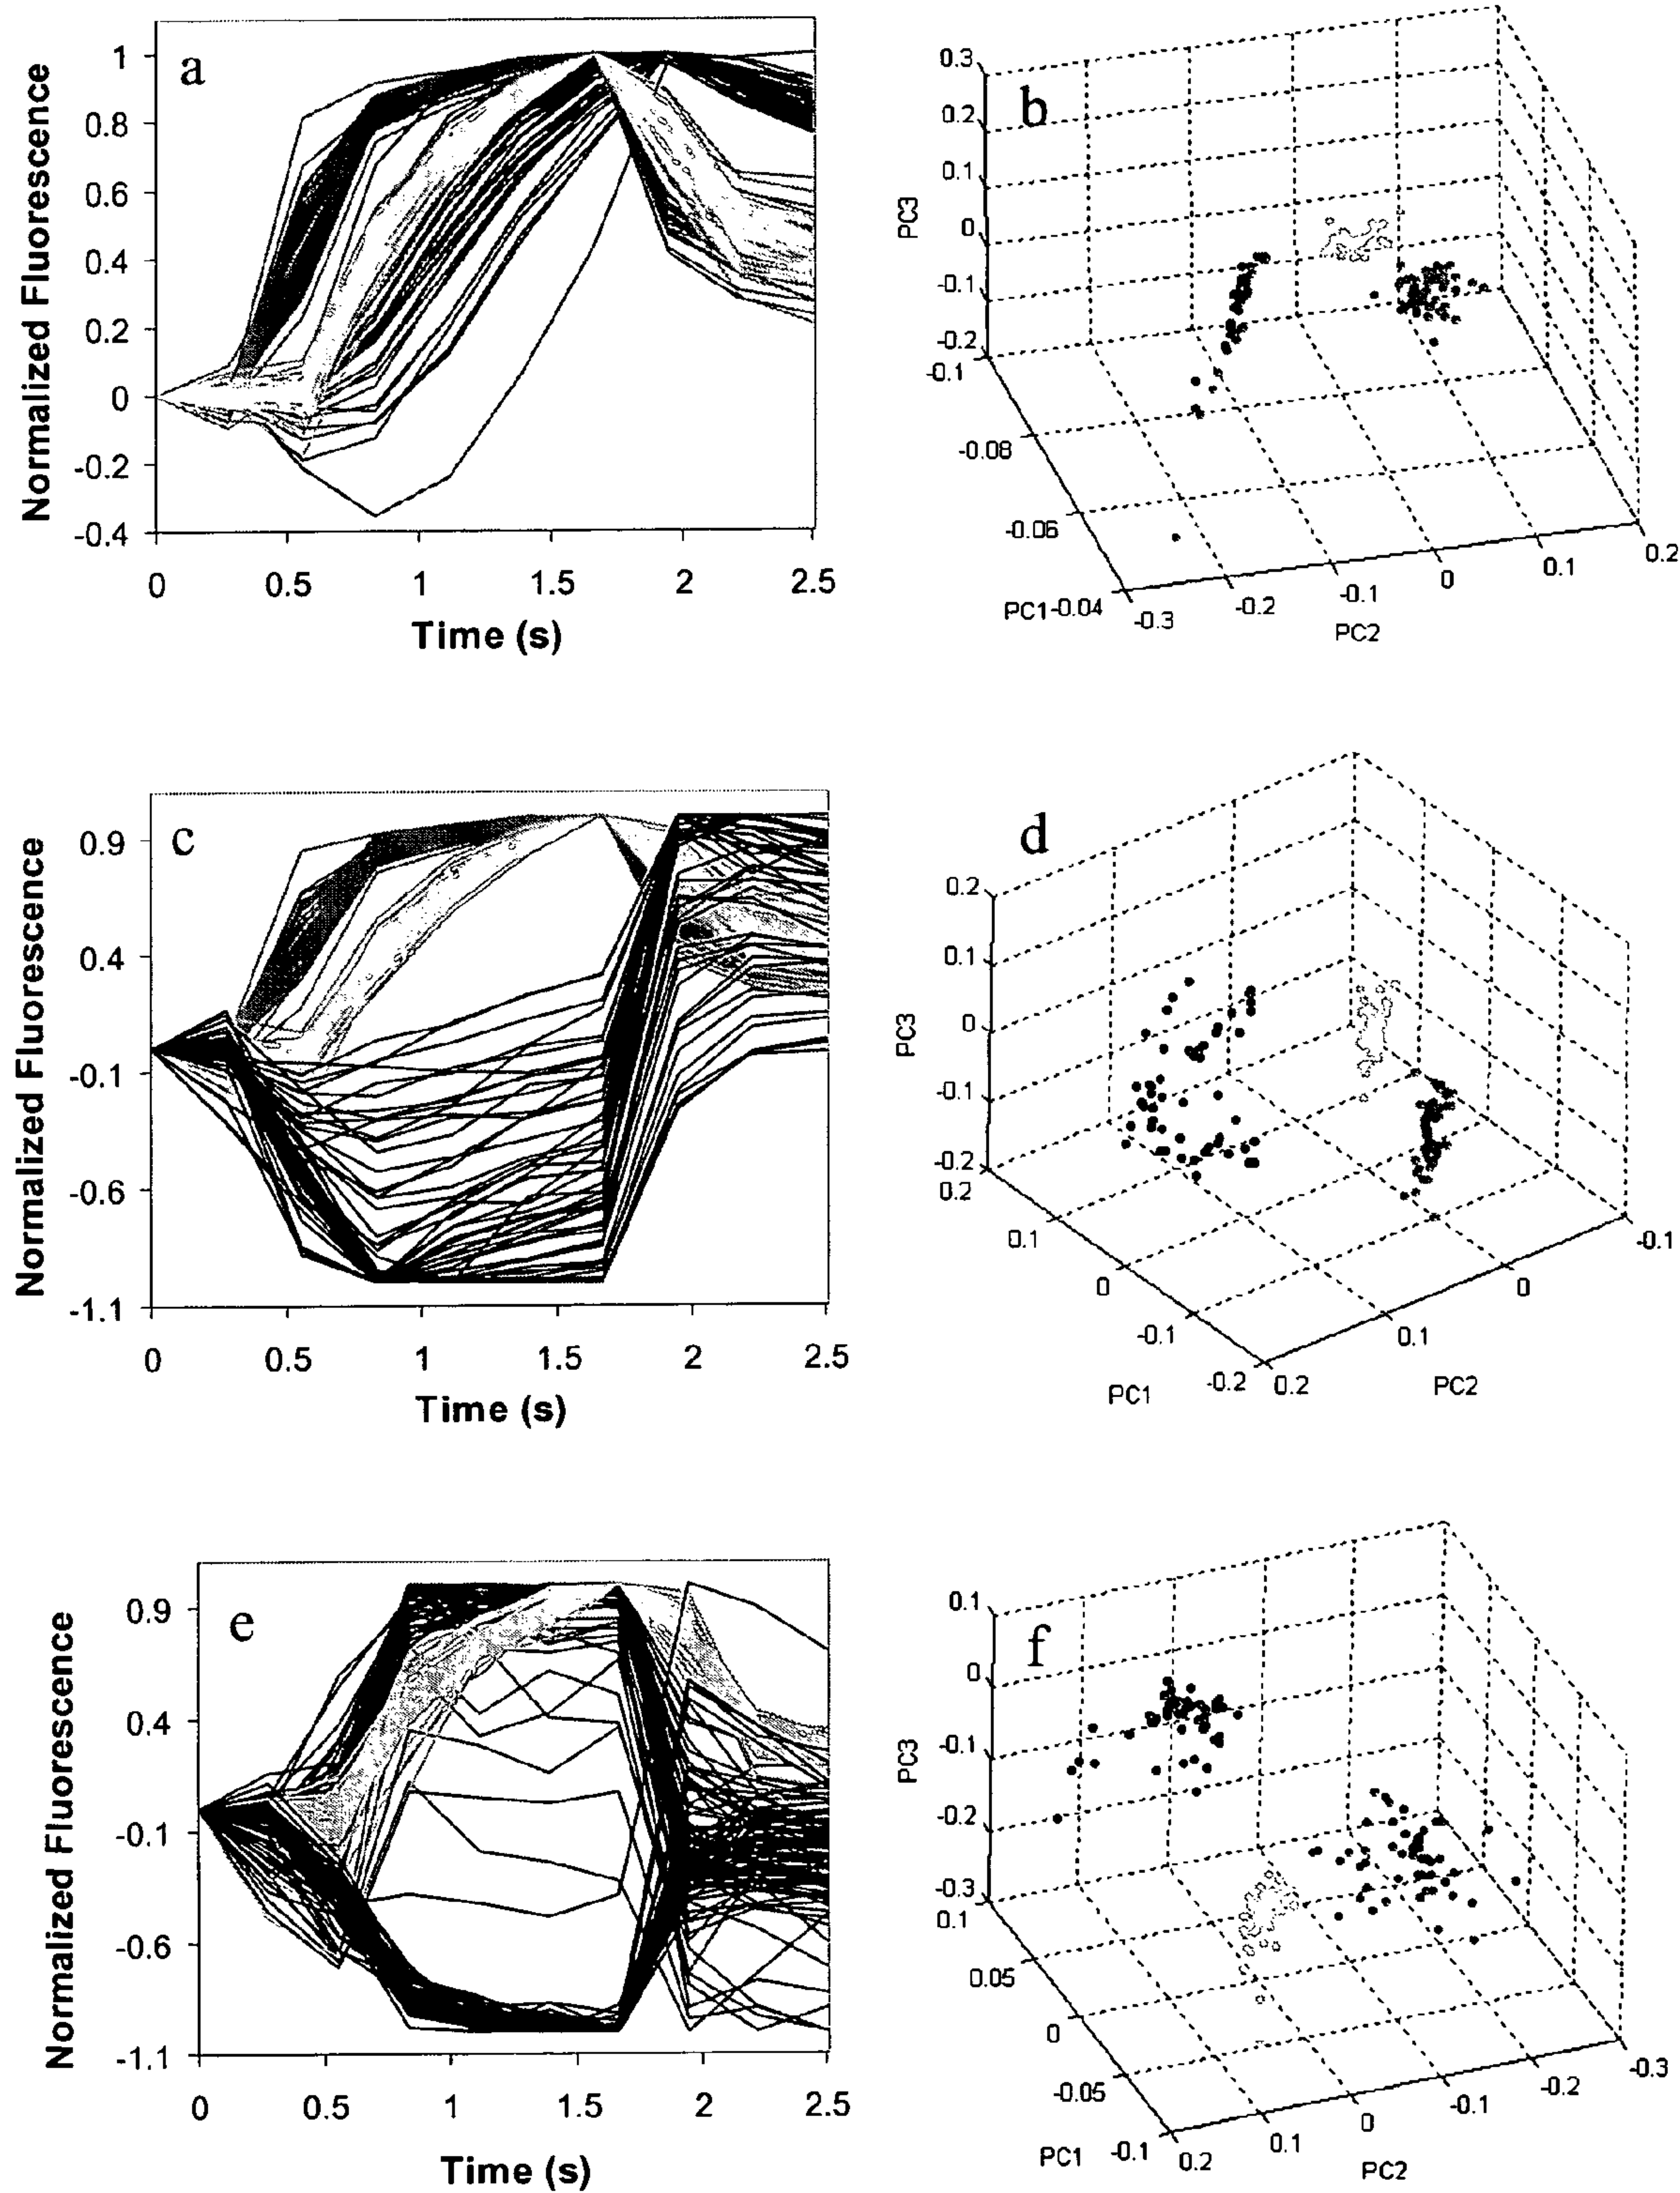 a
Normalized Fluorescence
1
0.8
0.6
0.4
0.2
0
-0.2
-0.4
0 0.5 1 1.5 2 2.5
Time (s)
b
PC3
0.3
0.2
0.1
0
-0.1
-0.2
-0.1
-0.08
-0.06
PC1 -0.04
-0.3 -0.2 -0.1 0 0.1 0.2
PC2
c
Normalized Fluorescence
0.9
0.4
-0.1
-0.6
-1.1
0 0.5 1 1.5 2 2.5
Time (s)
d
PC3
0.2
0.1
0
-0.1
-0.2
0.2
0.1
0
-0.1
-0.2
PC1
0.2 0.1 0 -0.1
PC2
e
Normalized Fluorescence
0.9
0.4
-0.1
-0.6
-1.1
0 0.5 1 1.5 2 2.5
Time (s)
f
PC3
0.1
0
-0.1
-0.2
-0.3
0.1
0.05
0
-0.05
PC1 -0.1
0.2 0.1 0 -0.1 -0.2 -0.3
PC2